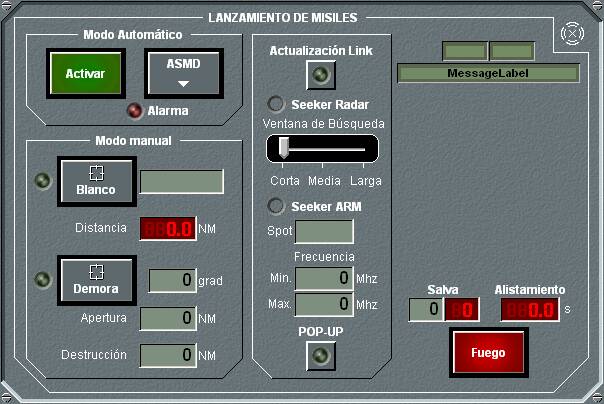 LANZAMIENTO DE MISILES
Modo Automático
Activar
ASMD
Alarma
Modo manual
Blanco
Distancia
0.0
NM
Demora
0
grad
Apertura
0
NM
Destrucción
0
NM
Actualización Link
Seeker Radar
Ventana de Búsqueda
Corta Media Larga
Seeker ARM
Spot
Frecuencia
Min.
0
Mhz
Max.
0
Mhz
POP-UP
MessageLabel
Salva
0
0
Alistamiento
0.0
s
Fuego